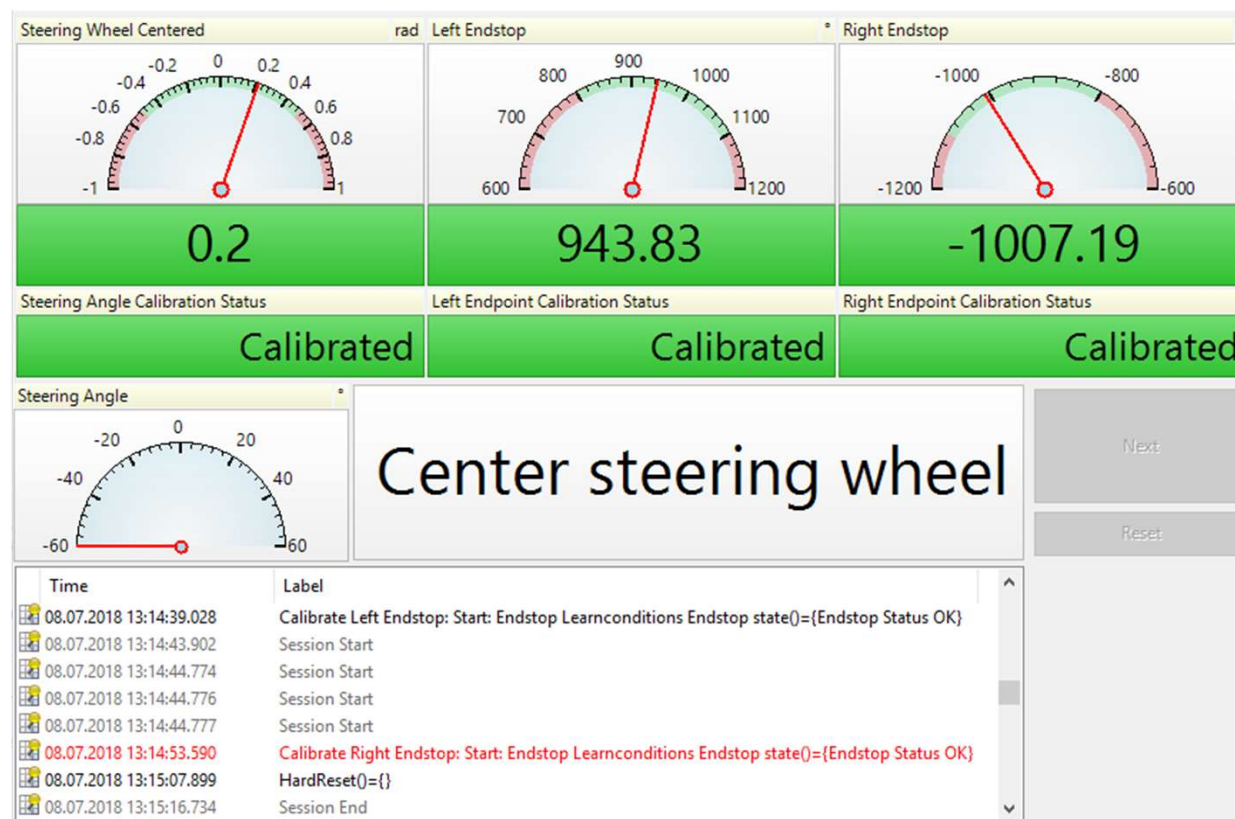 Steering Wheel Centered rad Left Endstop ° Right Endstop
-1 -0.8 -0.6 -0.4 -0.2 0 0.2 0.4 0.6 0.8 1
600 700 800 900 1000 1100 1200
-1200 -1000 -800 -600
0.2 943.83 -1007.19
Steering Angle Calibration Status Left Endpoint Calibration Status Right Endpoint Calibration Status
Calibrated Calibrated Calibrated
Steering Angle °
-60 -40 -20 0 20 40 60
Center steering wheel
Next
Reset
Time Label
08.07.2018 13:14:39.028 Calibrate Left Endstop: Start: Endstop Learnconditions Endstop state()={Endstop Status OK}
08.07.2018 13:14:43.902 Session Start
08.07.2018 13:14:44.774 Session Start
08.07.2018 13:14:44.776 Session Start
08.07.2018 13:14:44.777 Session Start
08.07.2018 13:14:53.590 Calibrate Right Endstop: Start: Endstop Learnconditions Endstop state()={Endstop Status OK}
08.07.2018 13:15:07.899 HardReset()={}
08.07.2018 13:15:16.734 Session End